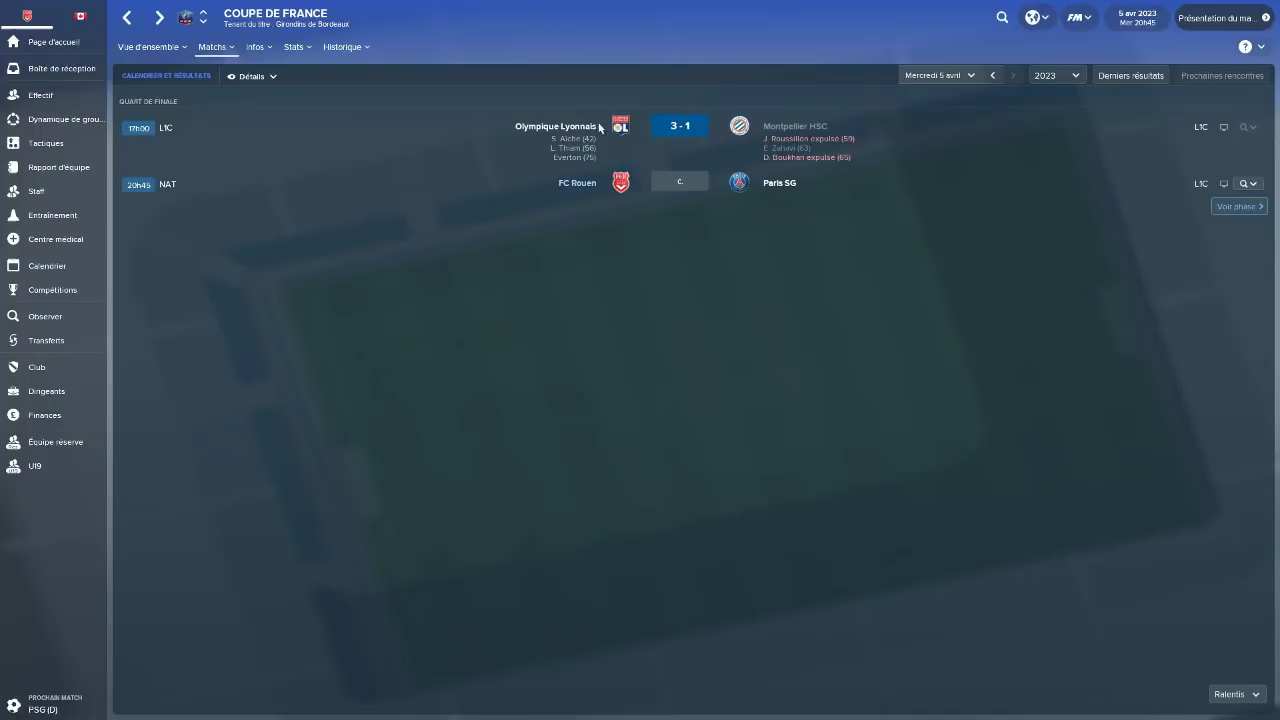 COUPE DE FRANCE
Tenant du titre : Girondins de Bordeaux
5 avr 2023
Mer 20h45
Présentation du ma...
Vue d'ensemble
Matchs
Infos
Stats
Historique
Page d'accueil
Boîte de réception
Effectif
Dynamique de grou...
Tactiques
Rapport d'équipe
Staff
Entraînement
Centre médical
Calendrier
Compétitions
Observer
Transferts
Club
Dirigeants
Finances
Équipe réserve
U19
PROCHAIN MATCH
PSG (D)
CALENDRIER ET RÉSULTATS
Détails
Mercredi 5 avril
2023
Derniers résultats
Prochaines rencontres
QUART DE FINALE
17h00 L1C Olympique Lyonnais 3 - 1 Montpellier HSC L1C
S. Aiche (42) J. Roussillon expulsé (59)
L. Thiam (56) E. Zahavi (63)
Everton (75) D. Boukhan expulsé (65)
20h45 NAT FC Rouen c. Paris SG L1C
Voir phase
Ralentis